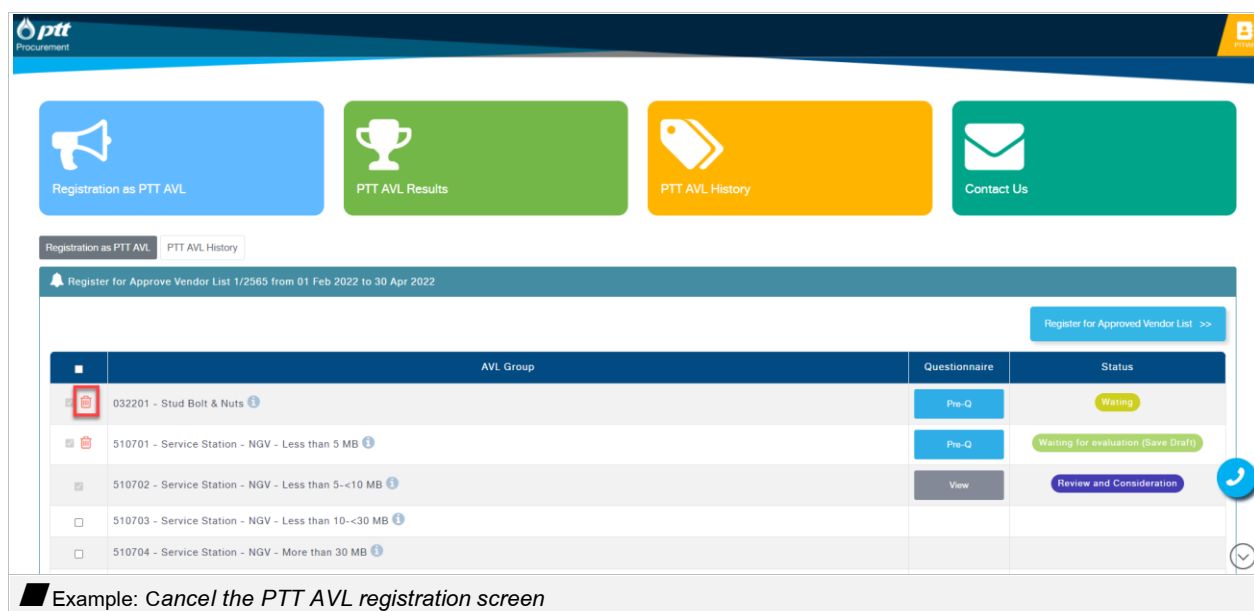 ptt
Procurement
Registration as PTT AVL
PTT AVL Results
PTT AVL History
Contact Us
Registration as PTT AVL PTT AVL History
Register for Approve Vendor List 1/2565 from 01 Feb 2022 to 30 Apr 2022
Register for Approved Vendor List >>
AVL Group Questionnaire Status
032201 - Stud Bolt & Nuts Pre-Q Wating
510701 - Service Station - NGV - Less than 5 MB Pre-Q Waiting for evaluation (Save Draft)
510702 - Service Station - NGV - Less than 5-<10 MB View Review and Consideration
510703 - Service Station - NGV - Less than 10-<30 MB
510704 - Service Station - NGV - More than 30 MB
Example: Cancel the PTT AVL registration screen